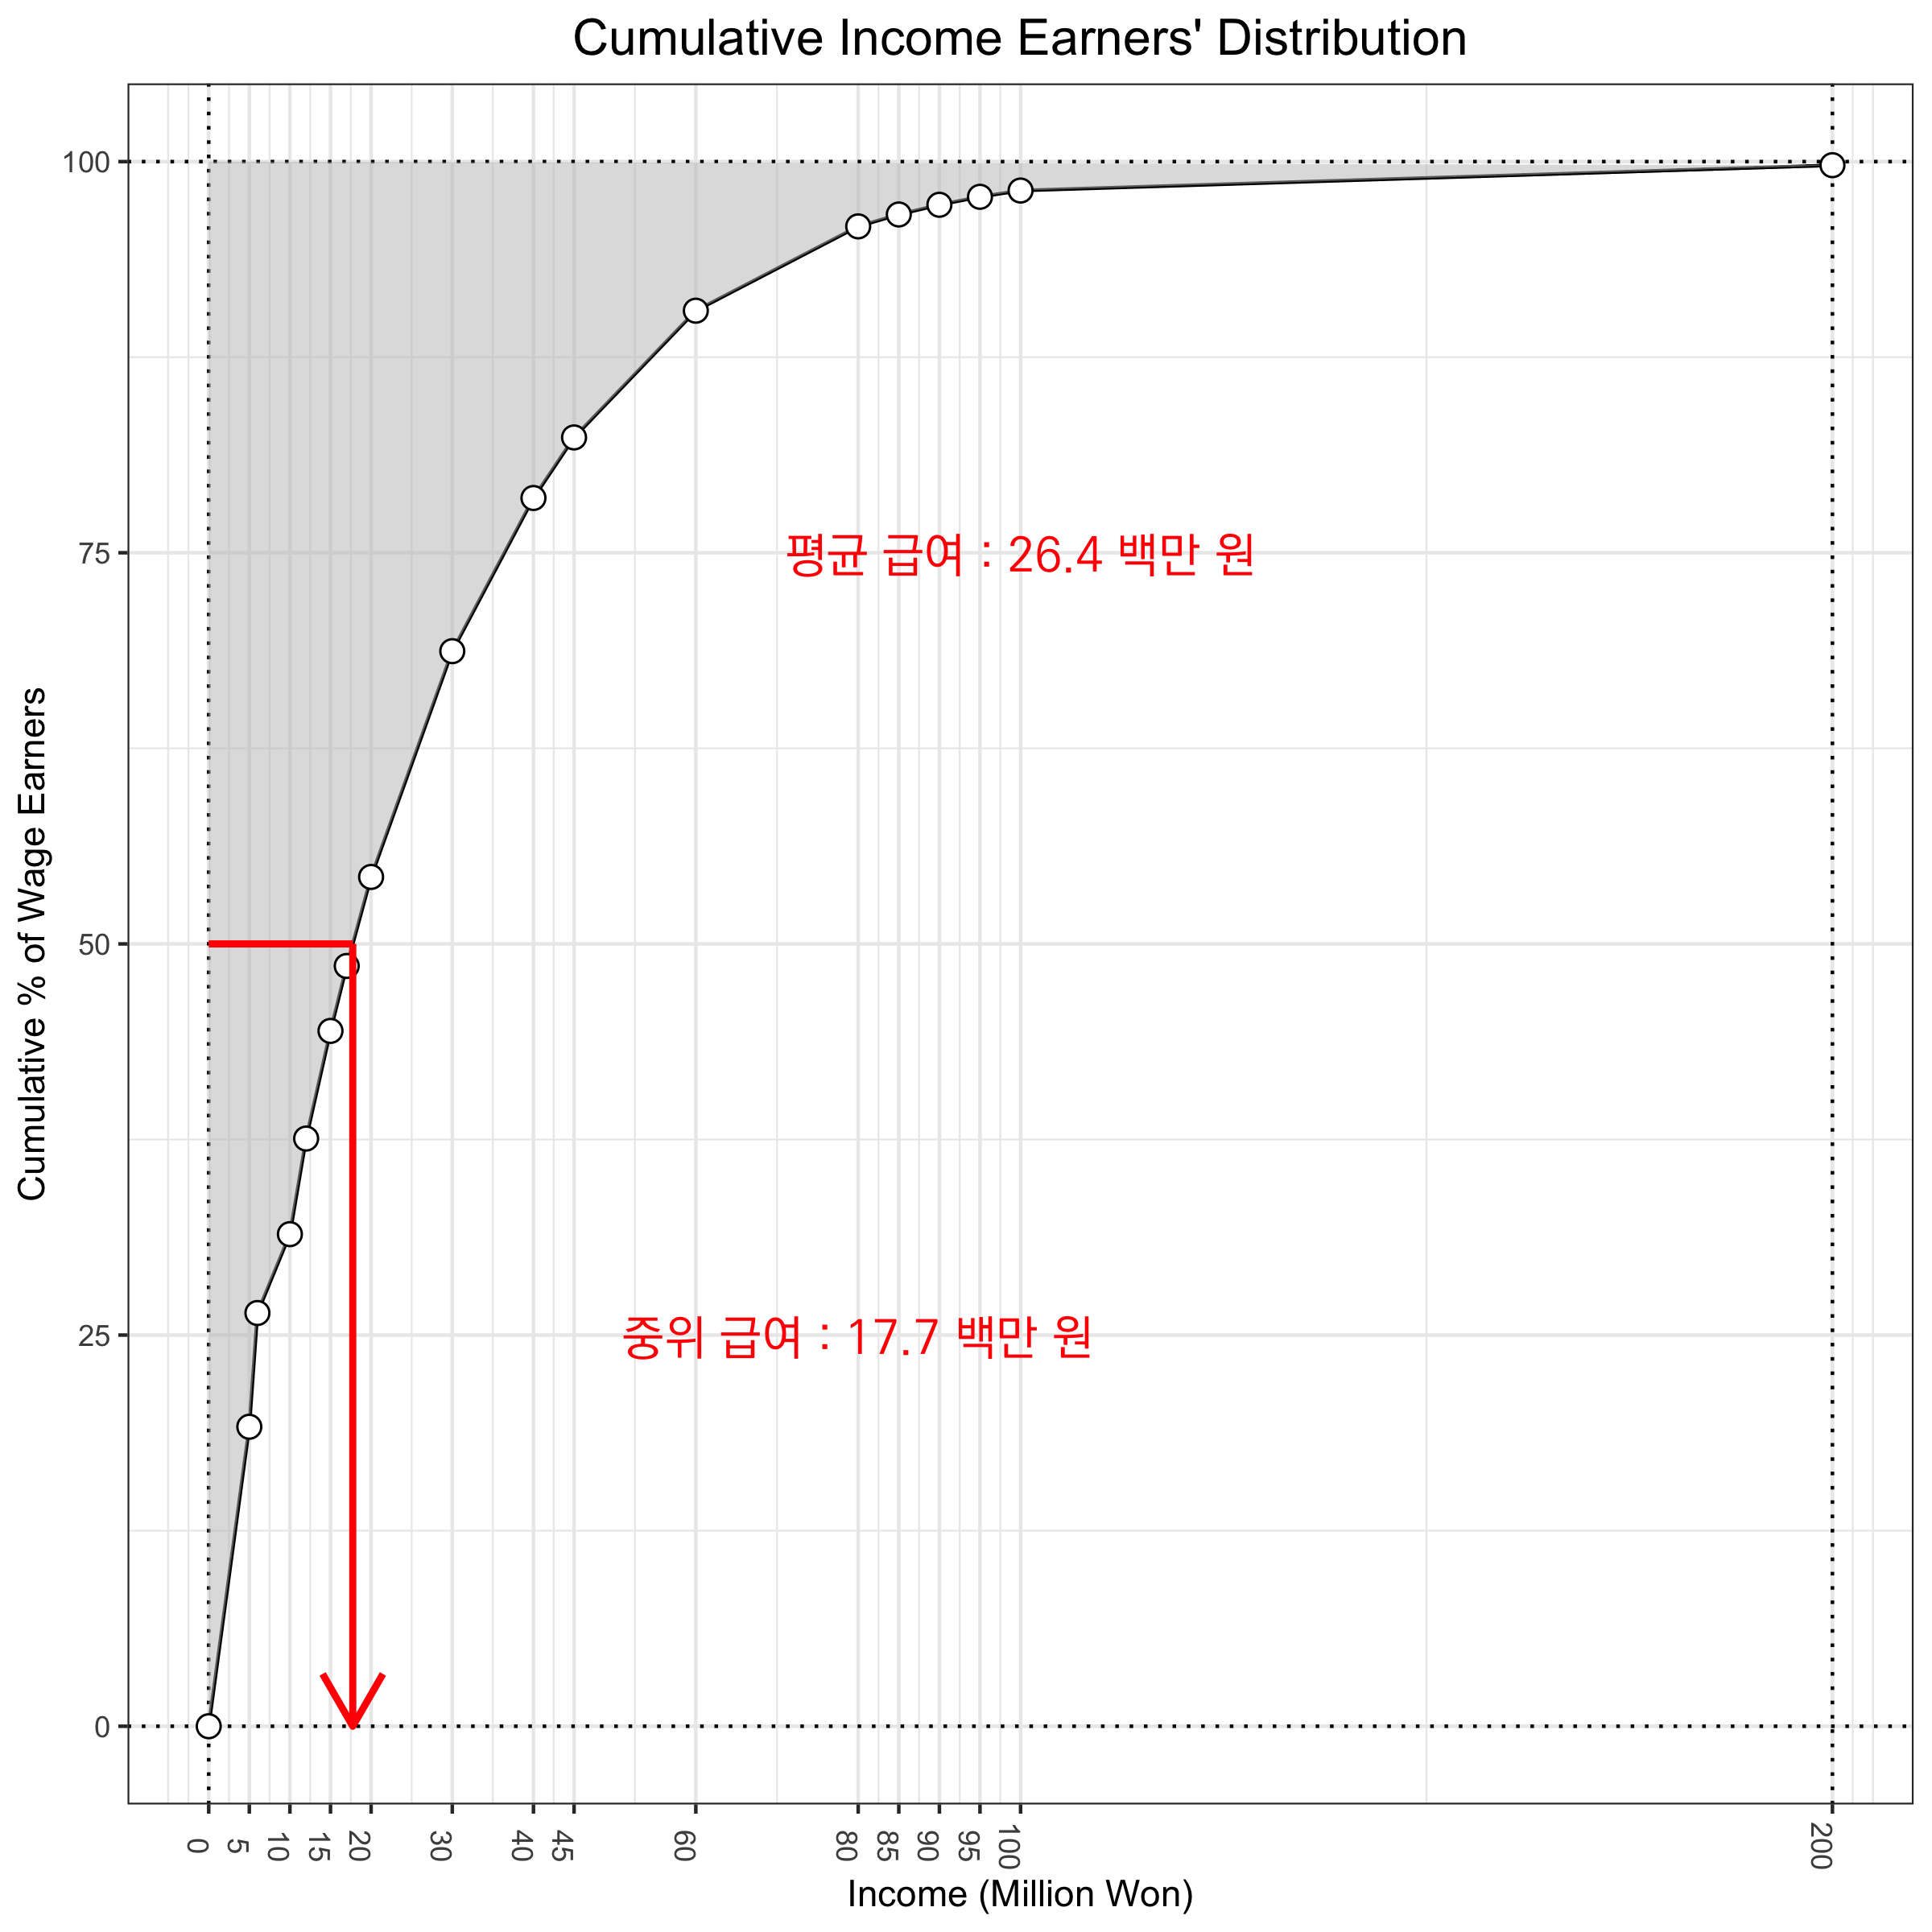 Cumulative Income Earners' Distribution
Cumulative % of Wage Earners
100
75
50
25
0
평균 급여 : 26.4 백만 원
중위 급여 : 17.7 백만 원
0 5 10 15 20 30 40 45 60 80 85 90 95 100 200
Income (Million Won)